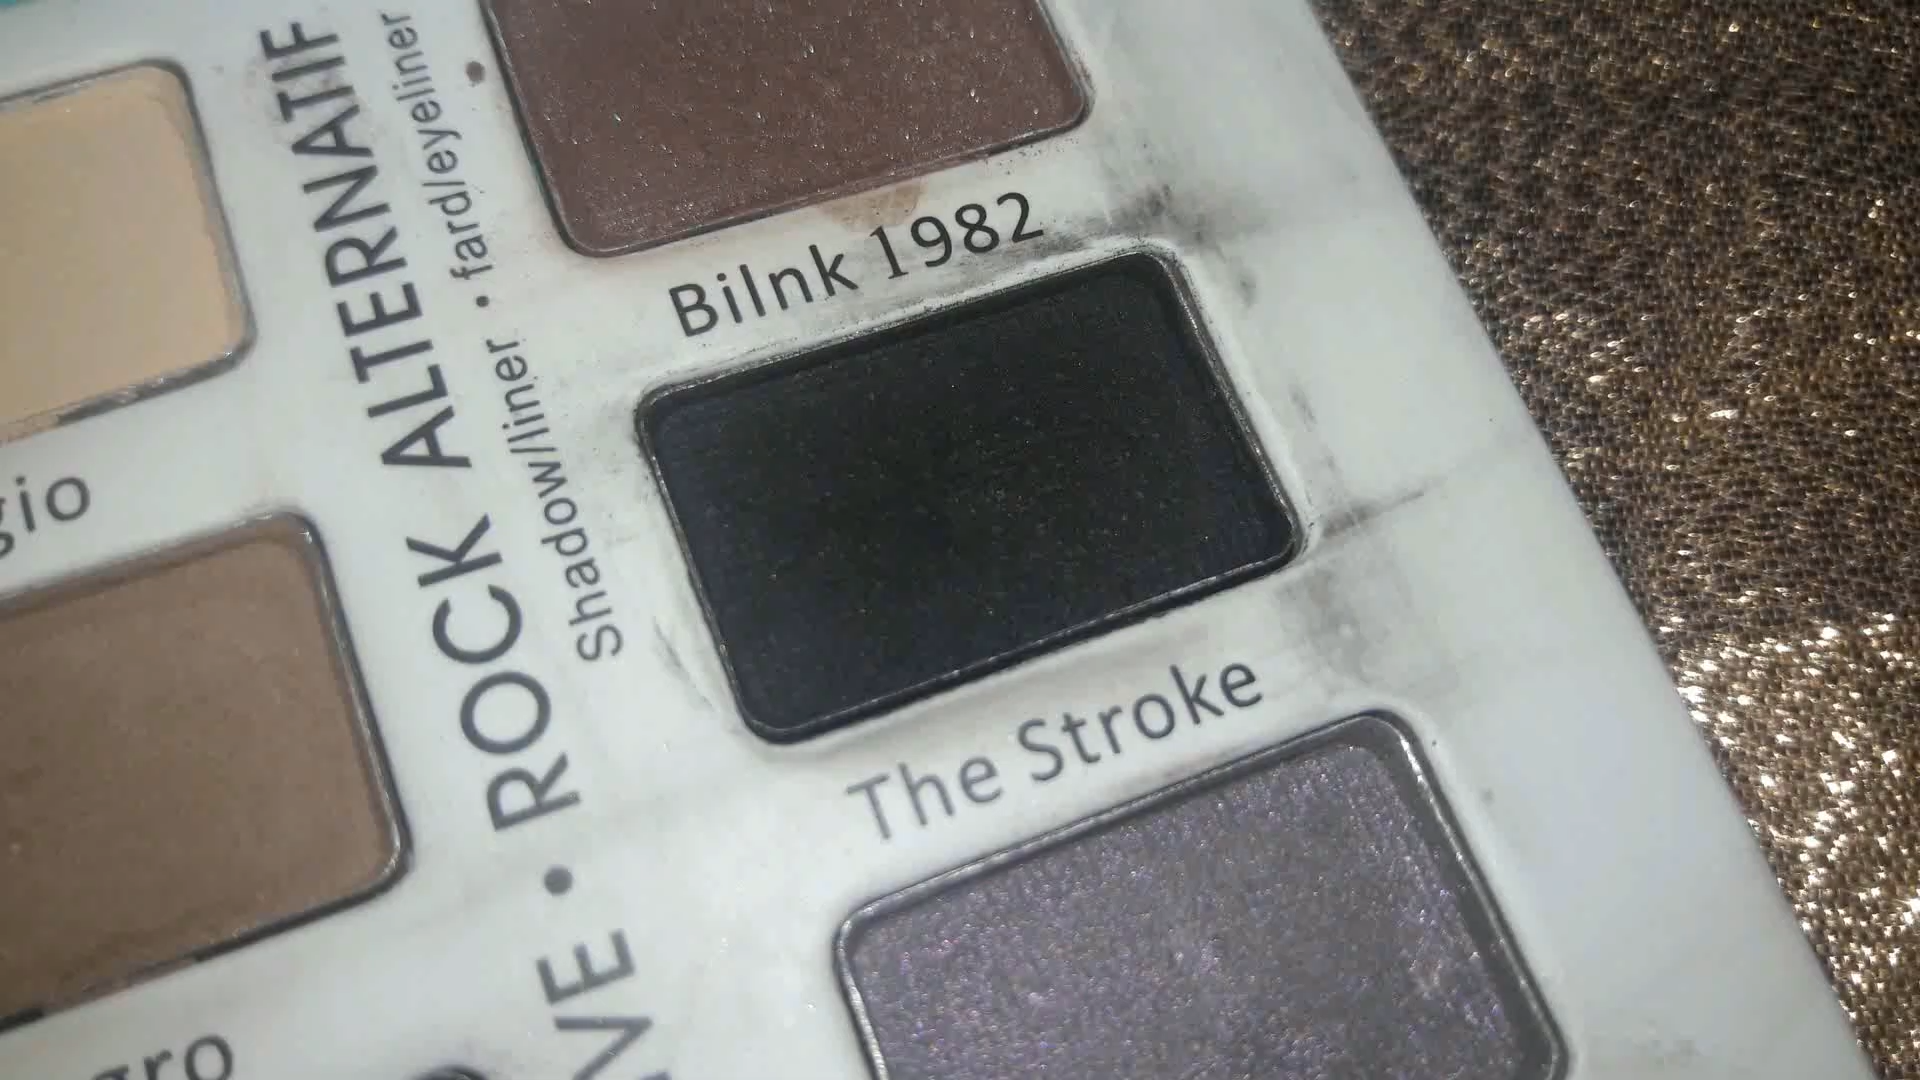 Bilnk 1982
The Stroke
VE • ROCK ALTERNATIF
Shadow/liner • fard/eyeliner
gio
gro